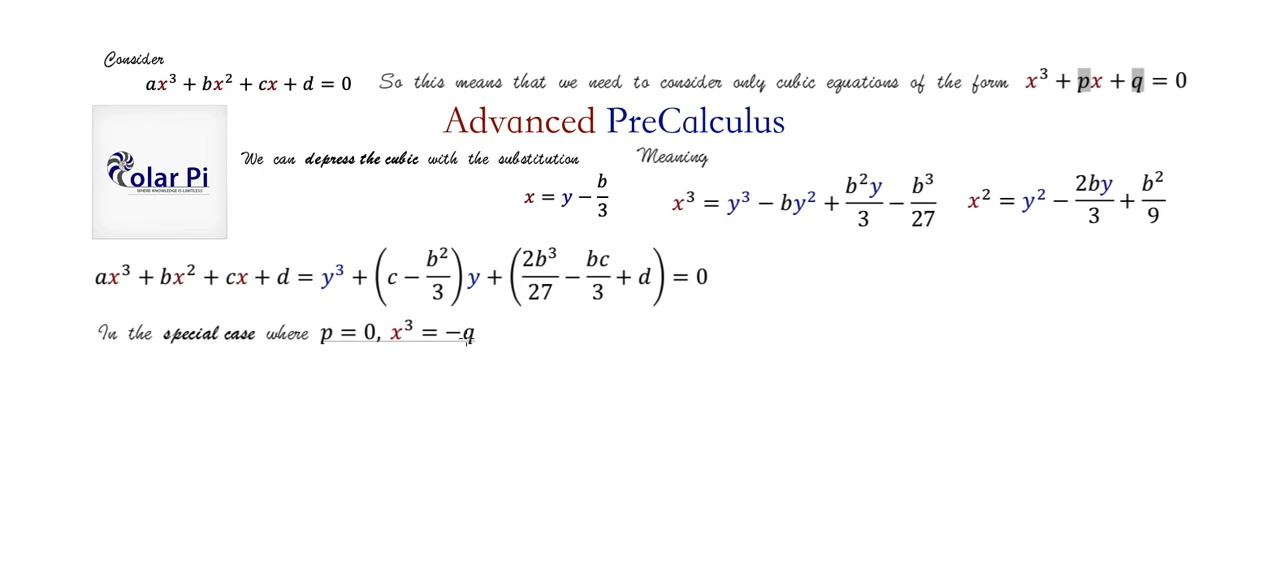 Consider
ax³ + bx² + cx + d = 0 So this means that we need to consider only cubic equations of the form x³ + px + q = 0
Advanced PreCalculus
olar Pi
WHERE KNOWLEDGE IS LIMITLESS
We can depress the cubic with the substitution
x = y − b/3
Meaning
x³ = y³ − by² + b²y/3 − b³/27 x² = y² − 2by/3 + b²/9
ax³ + bx² + cx + d = y³ + (c − b²/3)y + (2b³/27 − bc/3 + d) = 0
In the special case where p = 0, x³ = −q